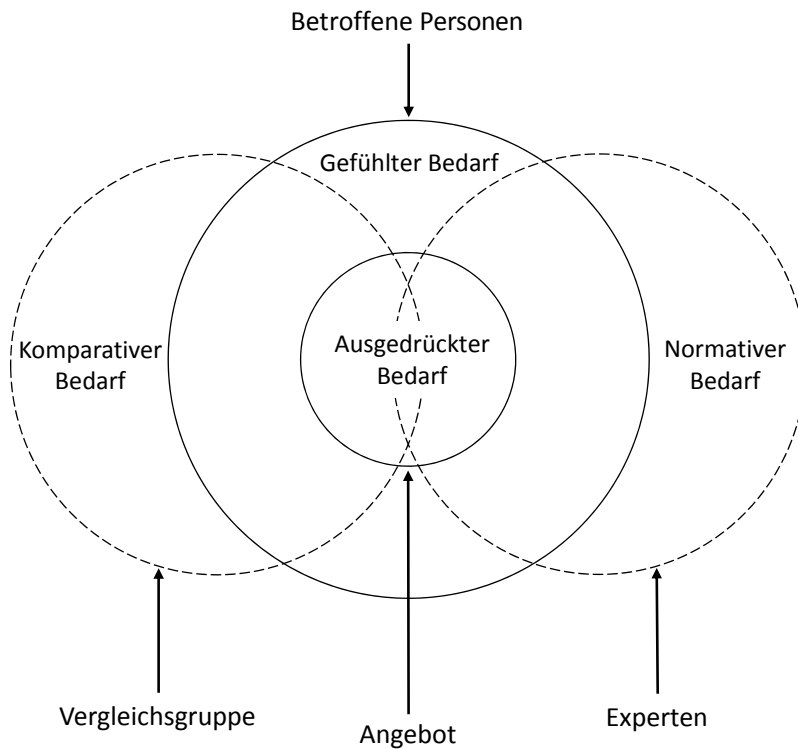 Betroffene Personen
Gefühlter Bedarf
Komparativer
Bedarf
Ausgedrückter
Bedarf
Normativer
Bedarf
Vergleichsgruppe
Angebot
Experten